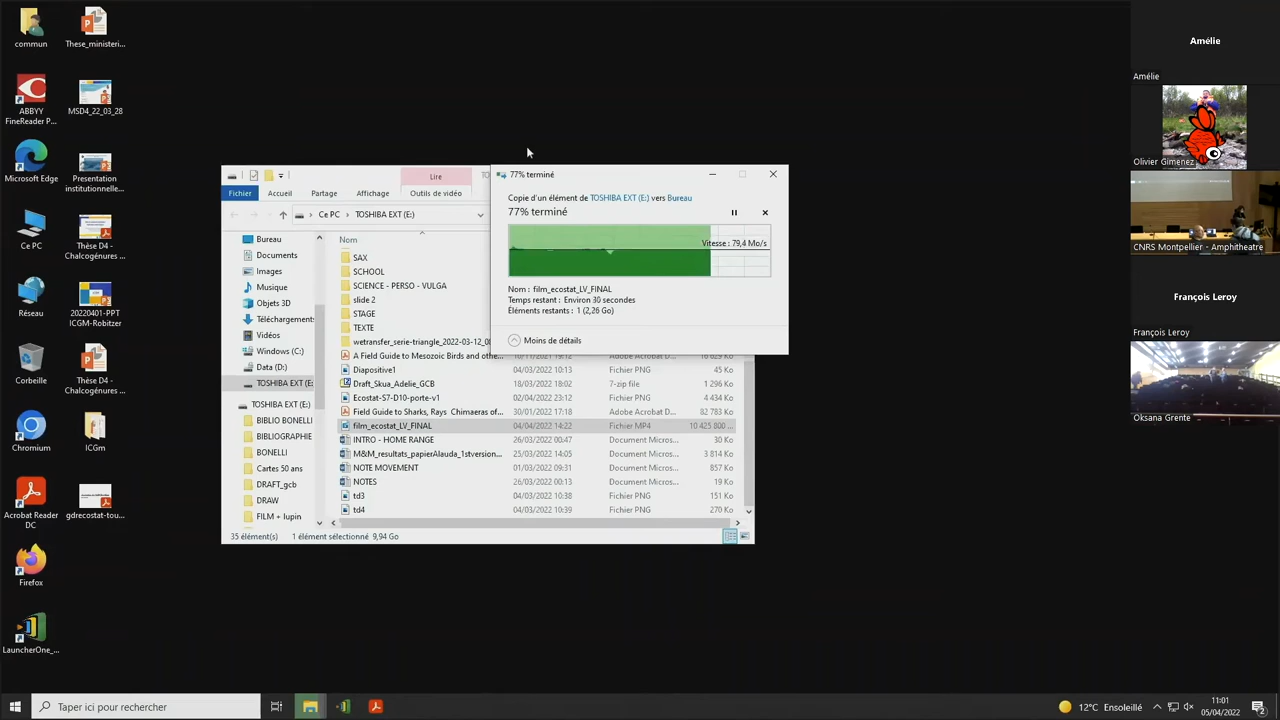 commun
These_ministeri...
ABBYY
FineReader P...
MSD4_22_03_28
Microsoft Edge
Présentation
institutionnelle...
Ce PC
Thèse D4 -
Chalcogénures...
Réseau
20220401-PPT
ICGM-Robitzer
Corbeille
Thèse D4 -
Chalcogénures...
Chromium
ICGm
Acrobat Reader
DC
gdrecostat-tou...
Firefox
LauncherOne_...
Lire
Fichier
Accueil
Partage
Affichage
Outils de vidéo
Ce PC
TOSHIBA EXT (E:)
Bureau
Documents
Images
Musique
Objets 3D
Téléchargement
Vidéos
Windows (C:)
Data (D:)
TOSHIBA EXT (E:
TOSHIBA EXT (E:)
BIBLIO BONELLI
BIBLIOGRAPHIE
BONELLI
Cartes 50 ans
DRAFT_gcb
DRAW
FILM + lupin
Nom
SAX
SCHOOL
SCIENCE - PERSO - VULGA
slide 2
STAGE
TEXTE
wetransfer_serie-triangle_2022-03-12_08
A Field Guide to Mesozoic Birds and othe...
Diapositive1 04/03/2022 10:13 Fichier PNG 45 Ko
Draft_Skua_Adelie_GCB 18/03/2022 18:02 7-zip file 1 296 Ko
Ecostat-S7-D10-porte-v1 02/04/2022 23:12 Fichier PNG 4 434 Ko
Field Guide to Sharks, Rays Chimaeras of... 30/01/2022 17:18 Adobe Acrobat D... 82 783 Ko
film_ecostat_LV_FINAL 04/04/2022 14:22 Fichier MP4 10 425 800 ...
INTRO - HOME RANGE 26/03/2022 00:47 Document Micros... 30 Ko
M&M_resultats_papierAlauda_1stversion... 25/03/2022 14:05 Document Micros... 3 814 Ko
NOTE MOVEMENT 01/03/2022 09:31 Document Micros... 857 Ko
NOTES 26/03/2022 00:00 Document Micros... 19 Ko
td3 04/03/2022 10:38 Fichier PNG 151 Ko
td4 04/03/2022 10:39 Fichier PNG 270 Ko
35 élément(s) 1 élément sélectionné 9,94 Go
77% terminé
Copie d'un élément de TOSHIBA EXT (E:) vers Bureau
77% terminé
Vitesse : 79,4 Mo/s
Nom : film_ecostat_LV_FINAL
Temps restant : Environ 30 secondes
Éléments restants : 1 (2,26 Go)
Moins de détails
Amélie
Amélie
Olivier Gimenez
CNRS Montpellier - Amphitheatre
François Leroy
François Leroy
Oksana Grente
Taper ici pour rechercher
12°C Ensoleillé
11:01
05/04/2022
2